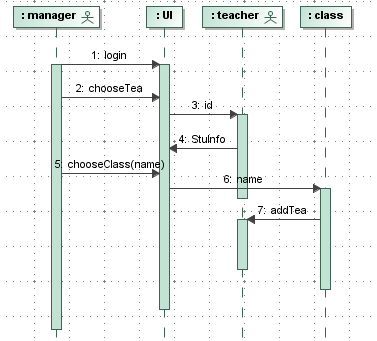 : manager
: UI
: teacher
: class
1: login
2: chooseTea
3: id
4: StuInfo
5: chooseClass(name)
6: name
7: addTea